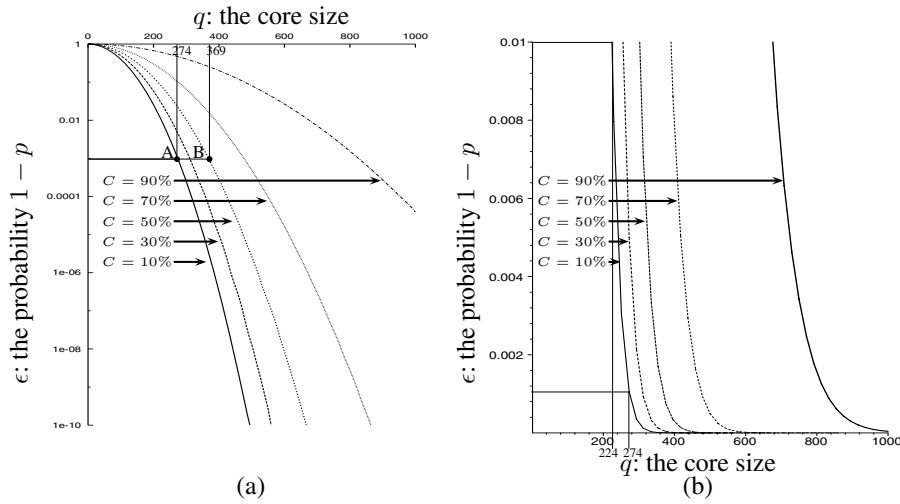 q: the core size
0 200 400 600 800 1000
274 369
1
0.01
0.0001
1e-06
1e-08
1e-10
ϵ: the probability 1 − p
A B
C = 90%
C = 70%
C = 50%
C = 30%
C = 10%
(a)
0.01
0.008
0.006
0.004
0.002
ϵ: the probability 1 − p
C = 90%
C = 70%
C = 50%
C = 30%
C = 10%
200 400 600 800 1000
224 274
q: the core size
(b)